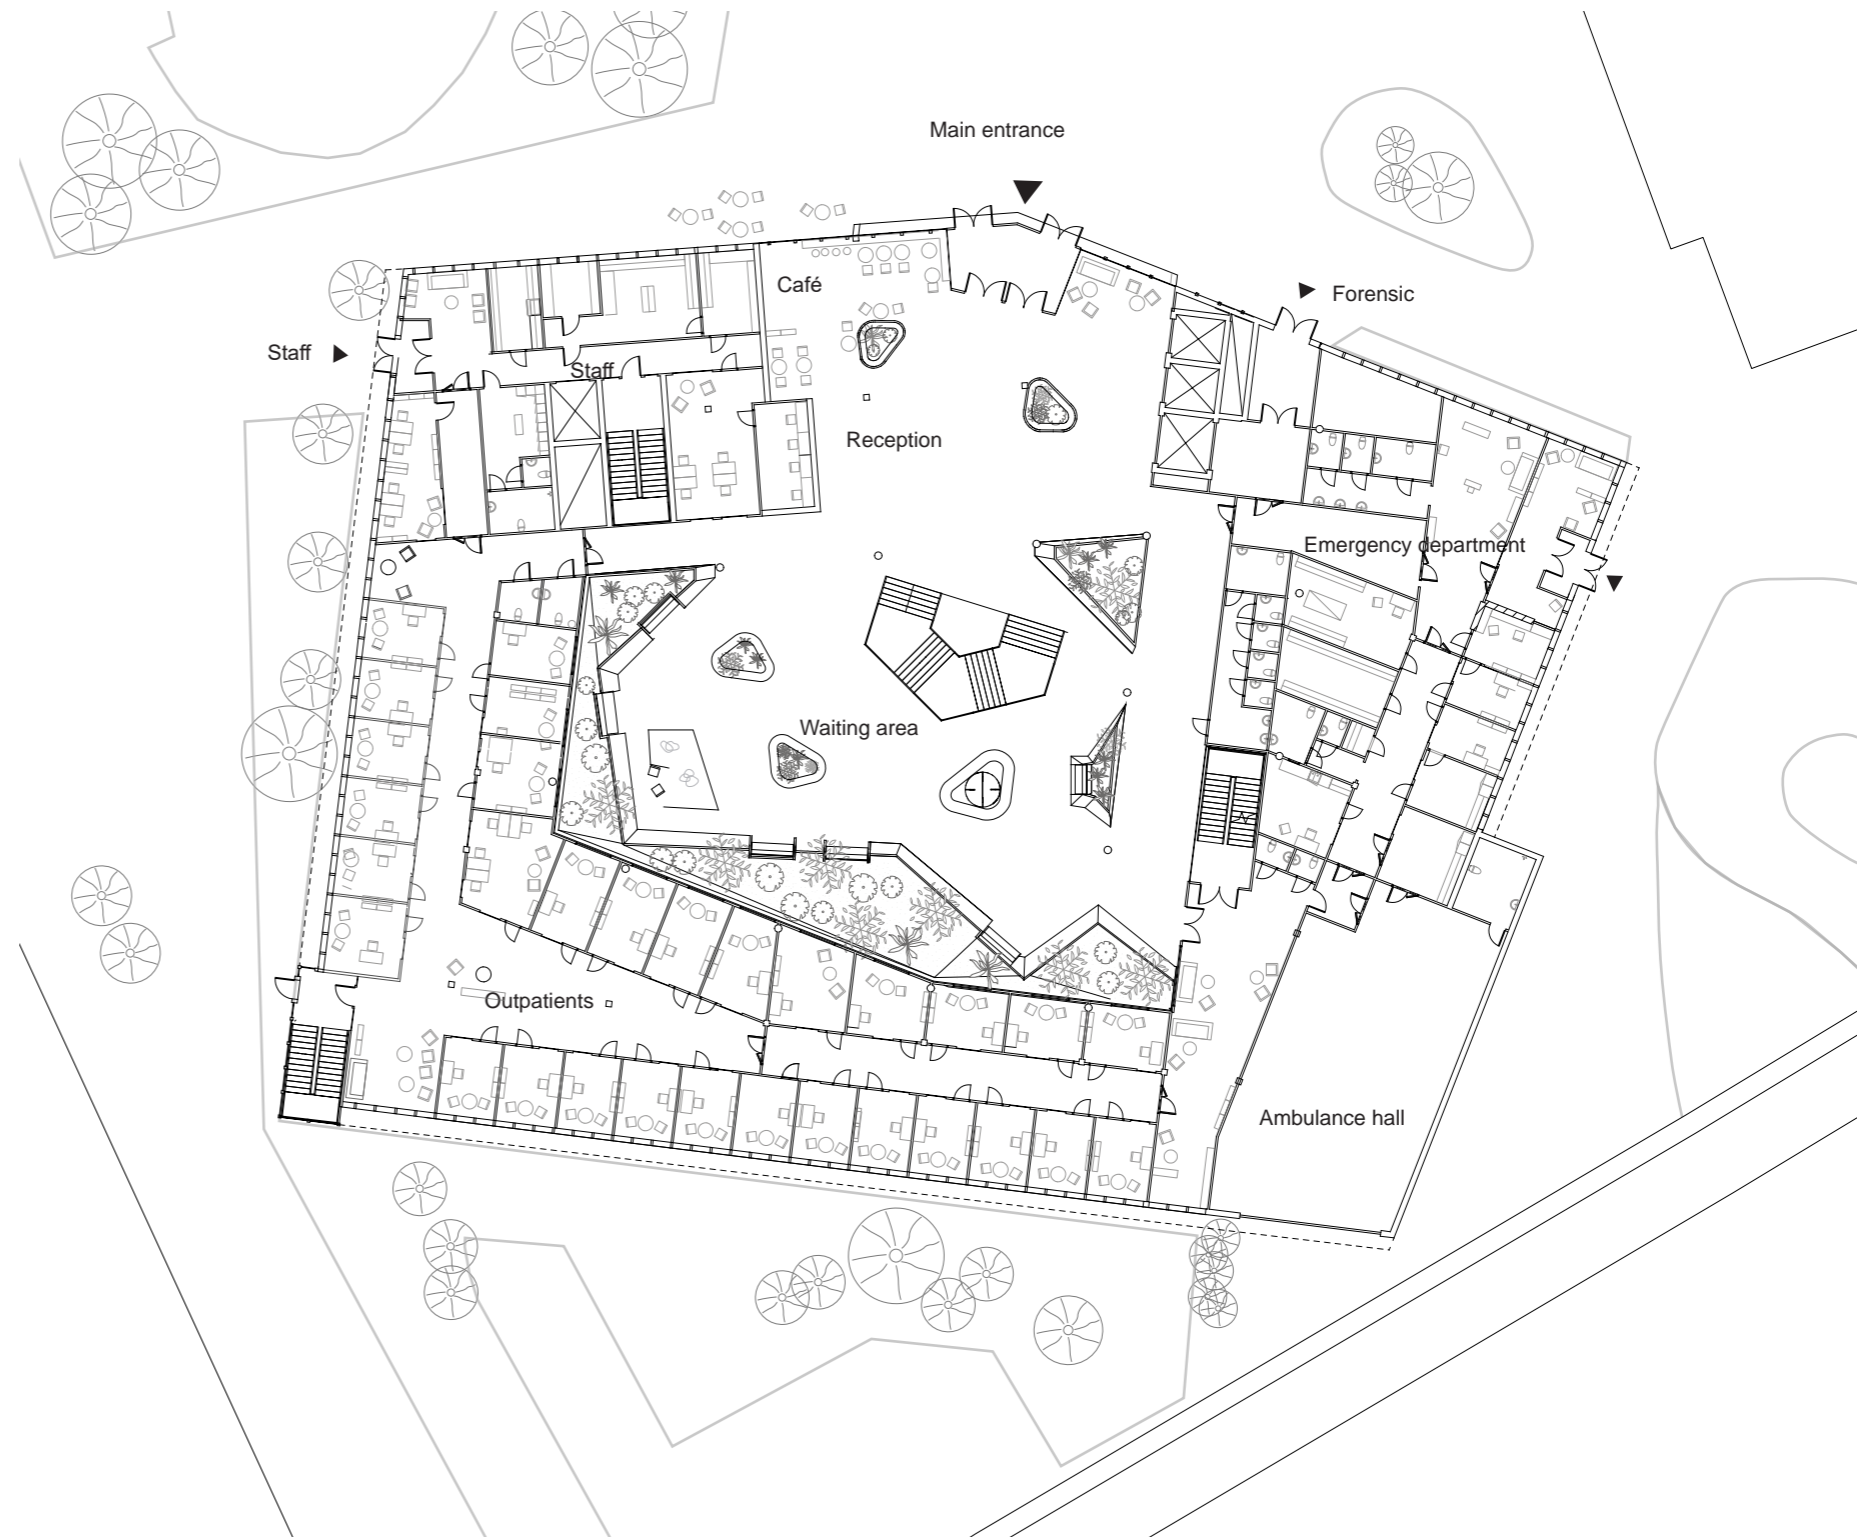 Main entrance
Café
Forensic
Staff
Staff
Reception
Emergency department
Waiting area
Outpatients
Ambulance hall